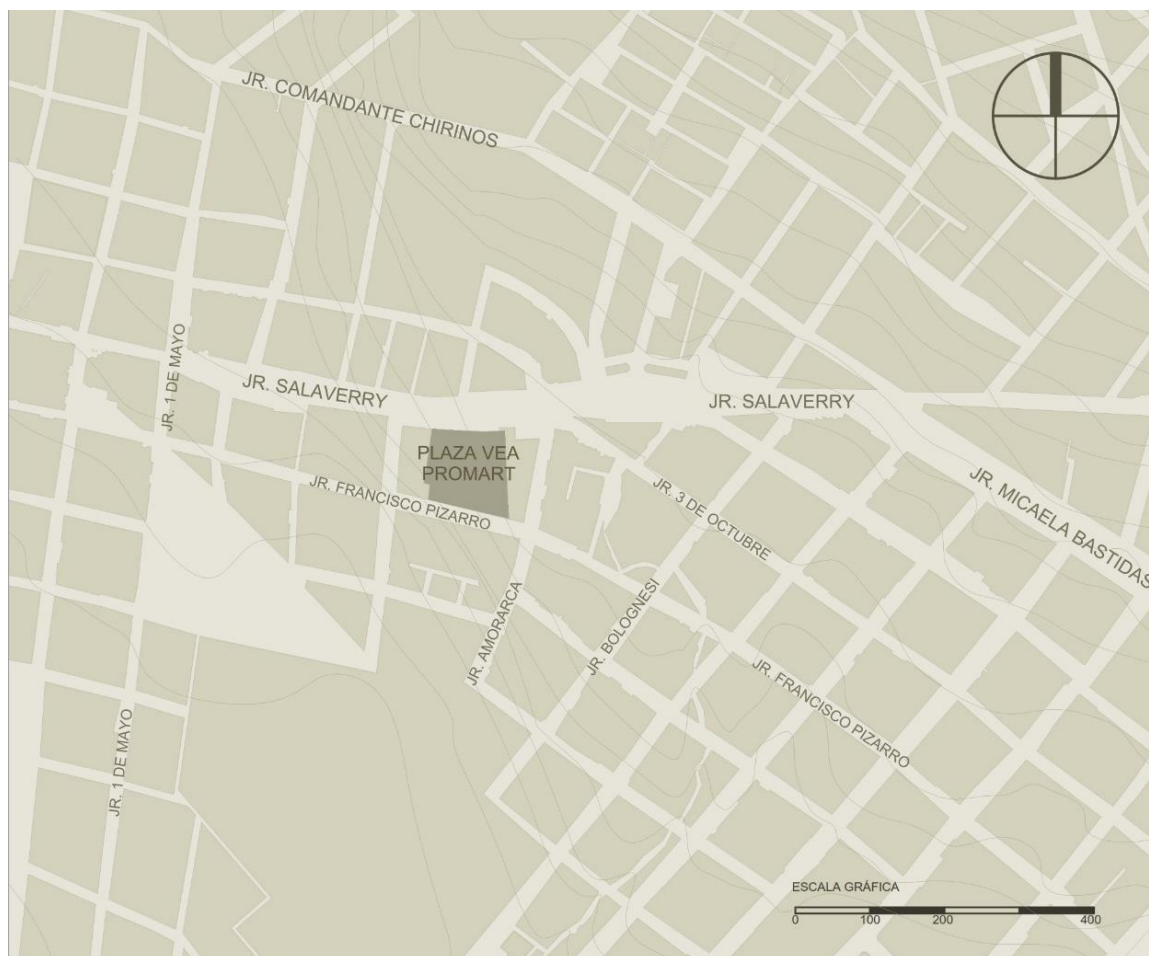 JR. COMANDANTE CHIRINOS
JR. 1 DE MAYO
JR. SALAVERRY
JR. SALAVERRY
PLAZA VEA
PROMART
JR. FRANCISCO PIZARRO
JR. 3 DE OCTUBRE
JR. MICAELA BASTIDAS
JR. AMORARCA
JR. BOLOGNESI
JR. FRANCISCO PIZARRO
JR. 1 DE MAYO
ESCALA GRÁFICA
0 100 200 400